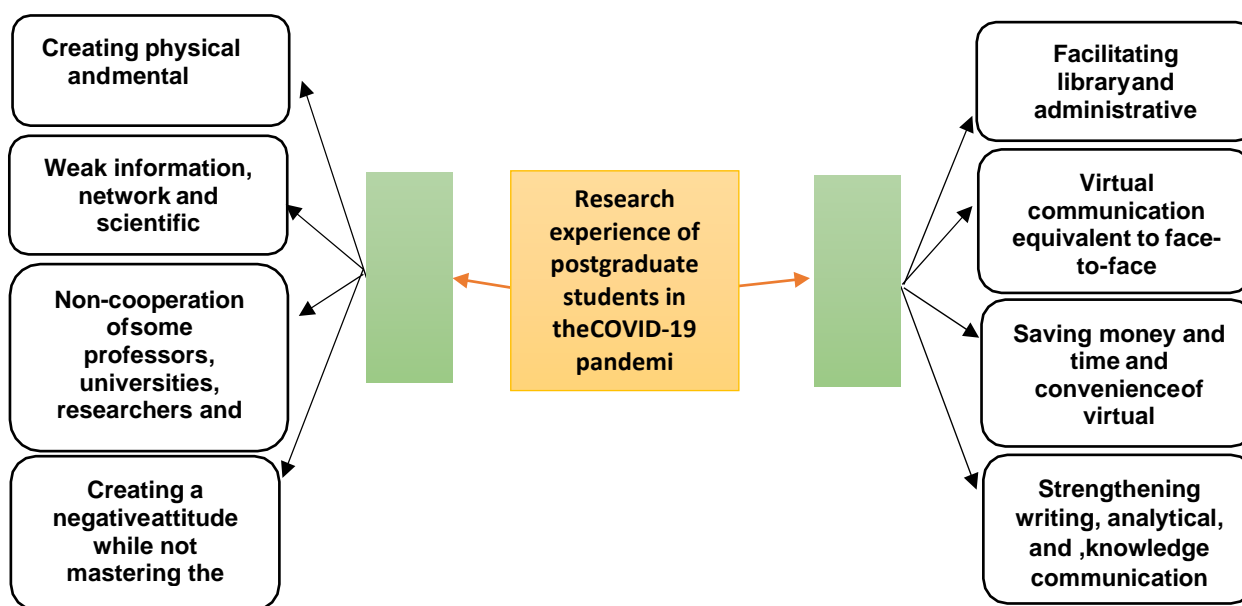 Creating physical
andmental
Weak information,
network and
scientific
Non-cooperation
ofsome
professors,
universities,
researchers and
Creating a
negativeattitude
while not
mastering the
Research
experience of
postgraduate
students in
theCOVID-19
pandemi
Facilitating
libraryand
administrative
Virtual
communication
equivalent to face-
to-face
Saving money and
time and
convenienceof
virtual
Strengthening
writing, analytical,
and ,knowledge
communication